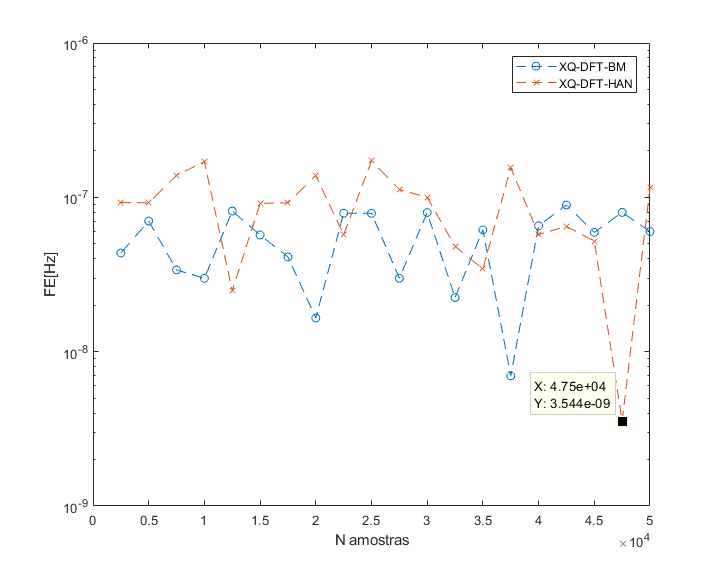 10-6
XQ-DFT-BM
XQ-DFT-HAN
10-7
FE[Hz]
10-8
X: 4.75e+04
Y: 3.544e-09
10-9
0 0.5 1 1.5 2 2.5 3 3.5 4 4.5 5
N amostras
×104